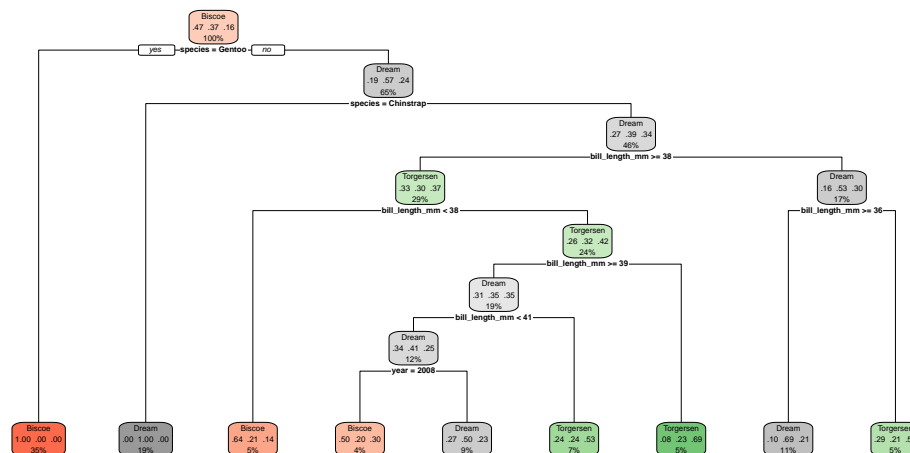 Biscoe
.47 .37 .16
100%
yes species = Gentoo no
Dream
.19 .57 .24
65%
species = Chinstrap
Dream
.27 .39 .34
46%
bill_length_mm >= 38
Torgersen
.33 .30 .37
29%
bill_length_mm < 38
Dream
.16 .53 .30
17%
bill_length_mm >= 36
Torgersen
.26 .32 .42
24%
bill_length_mm >= 39
Dream
.31 .35 .35
19%
bill_length_mm < 41
Dream
.34 .41 .25
12%
year = 2008
Biscoe
1.00 .00 .00
35%
Dream
.00 1.00 .00
19%
Biscoe
.64 .21 .14
5%
Biscoe
.50 .20 .30
4%
Dream
.27 .50 .23
9%
Torgersen
.24 .24 .53
7%
Torgersen
.08 .23 .69
5%
Dream
.10 .69 .21
11%
Torgerse
.29 .21 .5
5%